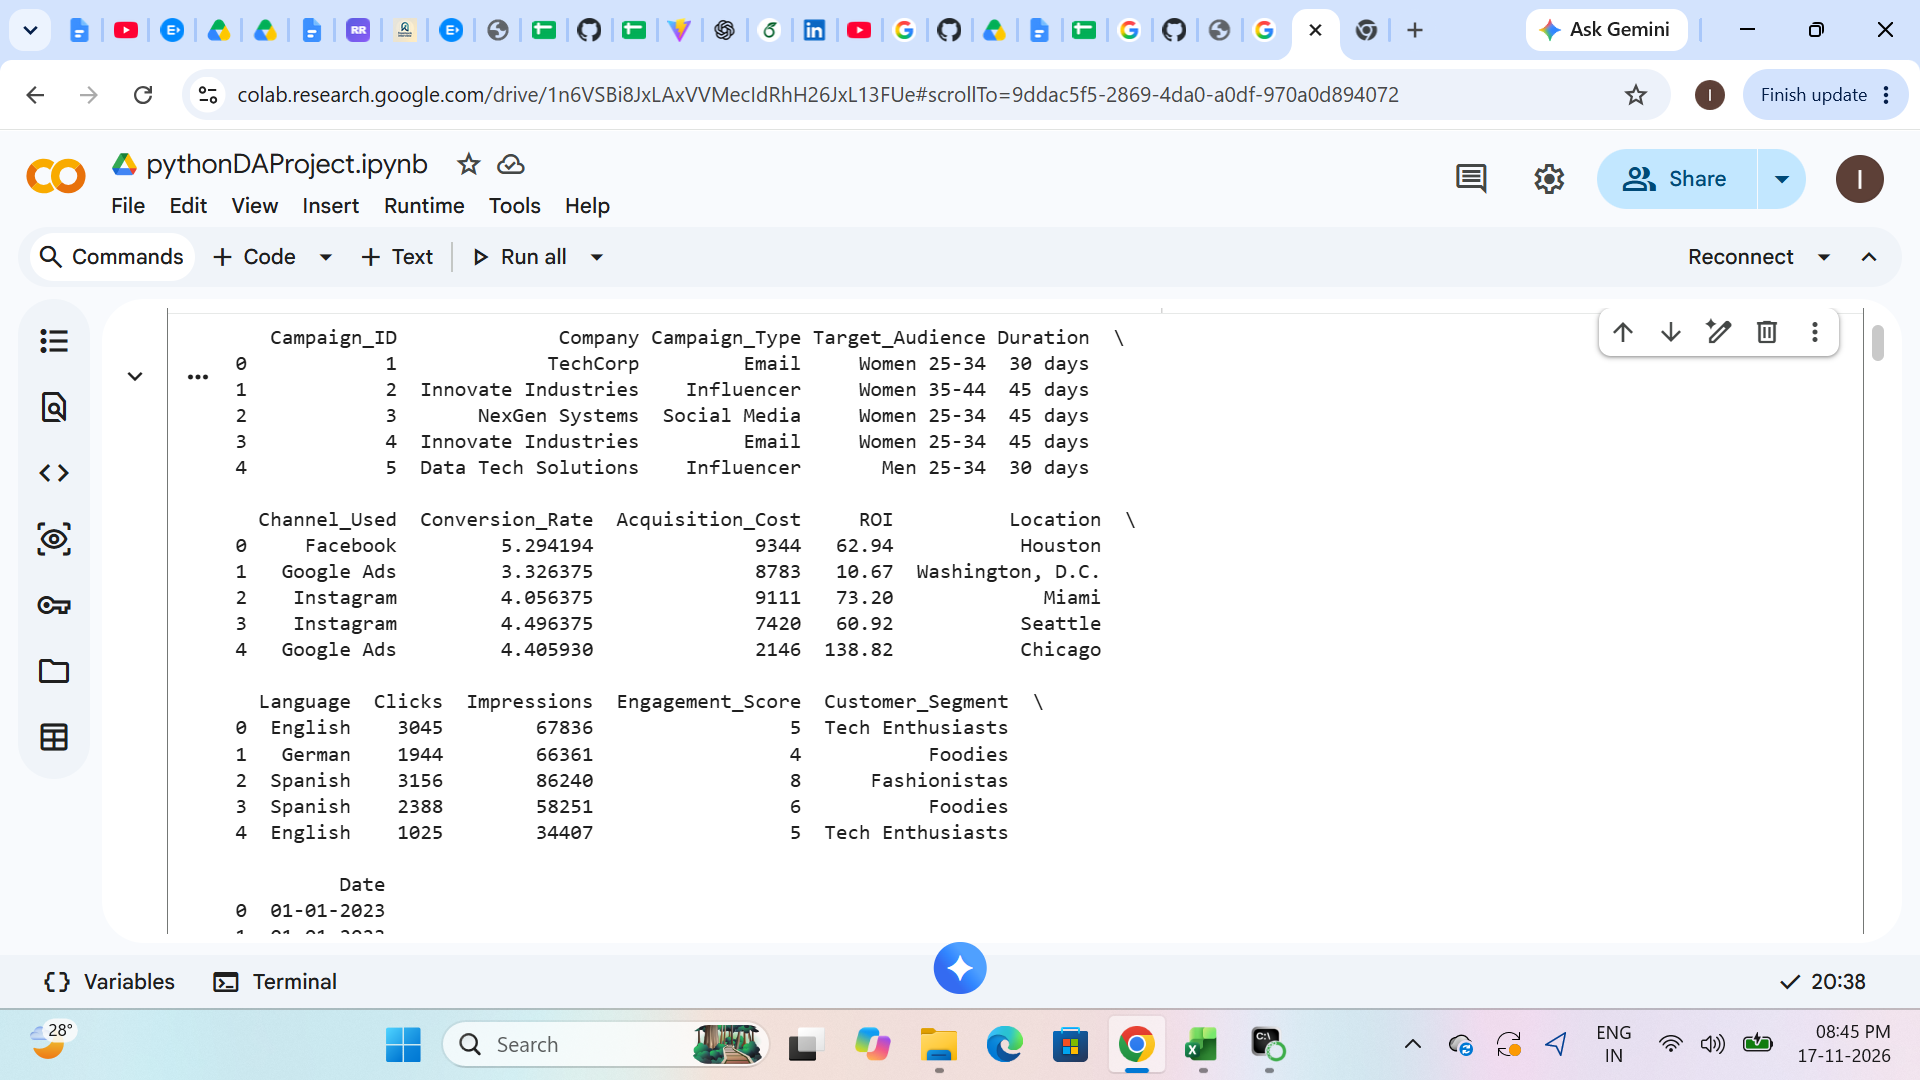 Ask Gemini
colab.research.google.com/drive/1n6VSBi8JxLAxVVMecIdRhH26JxL13FUe#scrollTo=9ddac5f5-2869-4da0-a0df-970a0d894072
I
Finish update
pythonDAProject.ipynb
File Edit View Insert Runtime Tools Help
Share
I
Commands + Code + Text Run all Reconnect
Campaign_ID Company Campaign_Type Target_Audience Duration \
0 1 TechCorp Email Women 25-34 30 days
1 2 Innovate Industries Influencer Women 35-44 45 days
2 3 NexGen Systems Social Media Women 25-34 45 days
3 4 Innovate Industries Email Women 25-34 45 days
4 5 Data Tech Solutions Influencer Men 25-34 30 days
Channel_Used Conversion_Rate Acquisition_Cost ROI Location \
0 Facebook 5.294194 9344 62.94 Houston
1 Google Ads 3.326375 8783 10.67 Washington, D.C.
2 Instagram 4.056375 9111 73.20 Miami
3 Instagram 4.496375 7420 60.92 Seattle
4 Google Ads 4.405930 2146 138.82 Chicago
Language Clicks Impressions Engagement_Score Customer_Segment \
0 English 3045 67836 5 Tech Enthusiasts
1 German 1944 66361 4 Foodies
2 Spanish 3156 86240 8 Fashionistas
3 Spanish 2388 58251 6 Foodies
4 English 1025 34407 5 Tech Enthusiasts
Date
0 01-01-2023
1 01-01-2023
Variables Terminal 20:38
28°
Search
ENG
IN
08:45 PM
17-11-2026